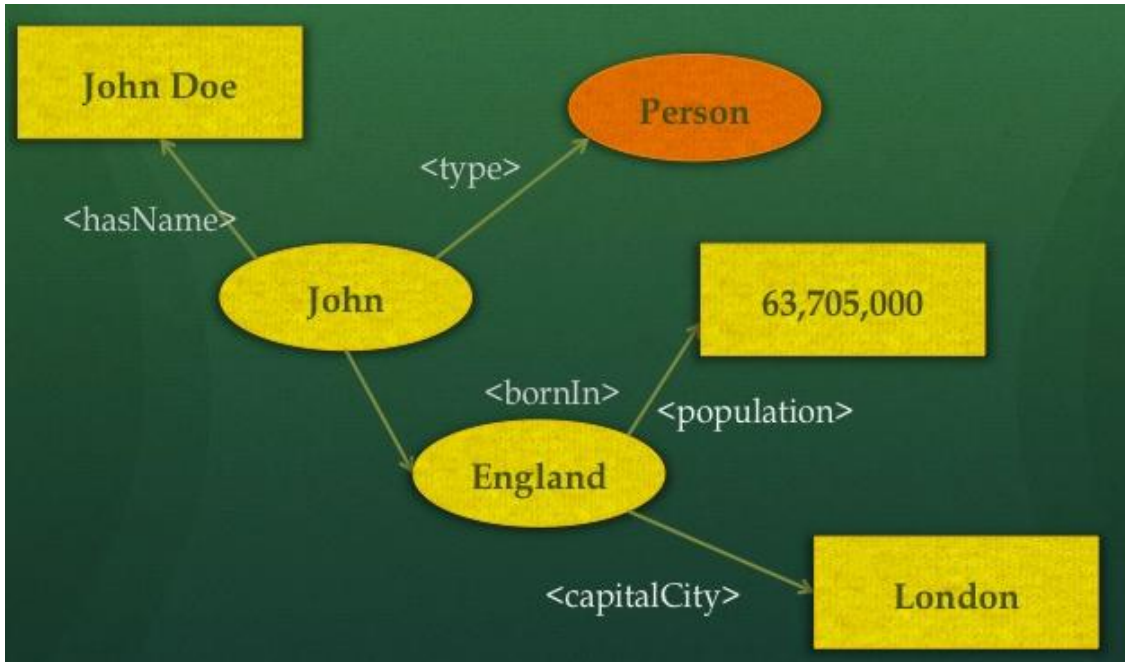 John Doe
Person
<type>
<hasName>
John
63,705,000
<bornIn>
<population>
England
<capitalCity>
London